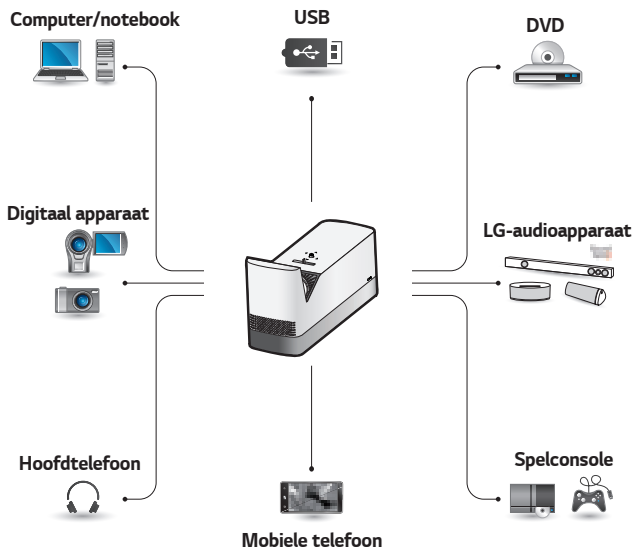 Computer/notebook
USB
DVD
Digitaal apparaat
LG-audioapparaat
Hoofdtelefoon
Mobiele telefoon
Spelconsole